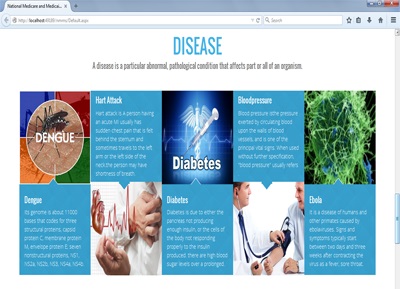 National Medicare and Medicai...
http://localhost:
Search
DISEASE
A disease is a particular abnormal, pathological condition that affects part or all of an organism.
Hart Attack
Hart attack is a person having
an acute MI usually has
sudden chest pain that is felt
behind the sternum and
sometimes travels to the left
arm or the left side of the
neck.the person may have
shortness of breath.
Bloodpressure
Blood pressure isthe pressure
exerted by circulating blood
upon the walls of blood
vessels, and is one of the
principal vital signs. When used
without further specification,
"blood pressure" usually refers
DENGUE
Diabetes
Dengue
Its genome is about 11000
bases that codes for three
structural proteins, capsid
protein C, membrane protein
M, envelope protein E; seven
nonstructural proteins, NS1,
NS2a, NS2b, NS3, NS4a, NS4b
Diabetes
Diabetes is due to either the
pancreas not producing
enough insulin, or the cells of
the body not responding
properly to the insulin
produced. there are high blood
sugar levels over a prolonged
Ebola
It is a disease of humans and
other primates caused by
ebolaviruses. Signs and
symptoms typically start
between two days and three
weeks after contracting the
virus as a fever, sore throat,